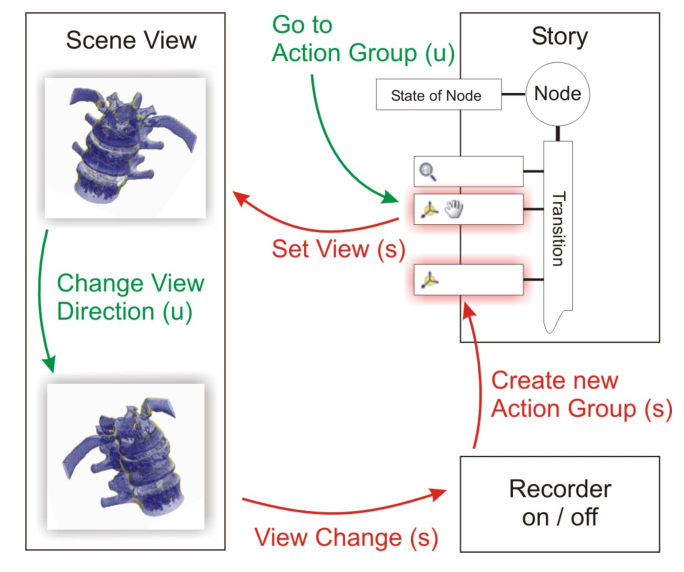 Scene View
Go to
Action Group (u)
Story
State of Node
Node
Transition
Set View (s)
Change View
Direction (u)
Create new
Action Group (s)
Recorder
on / off
View Change (s)